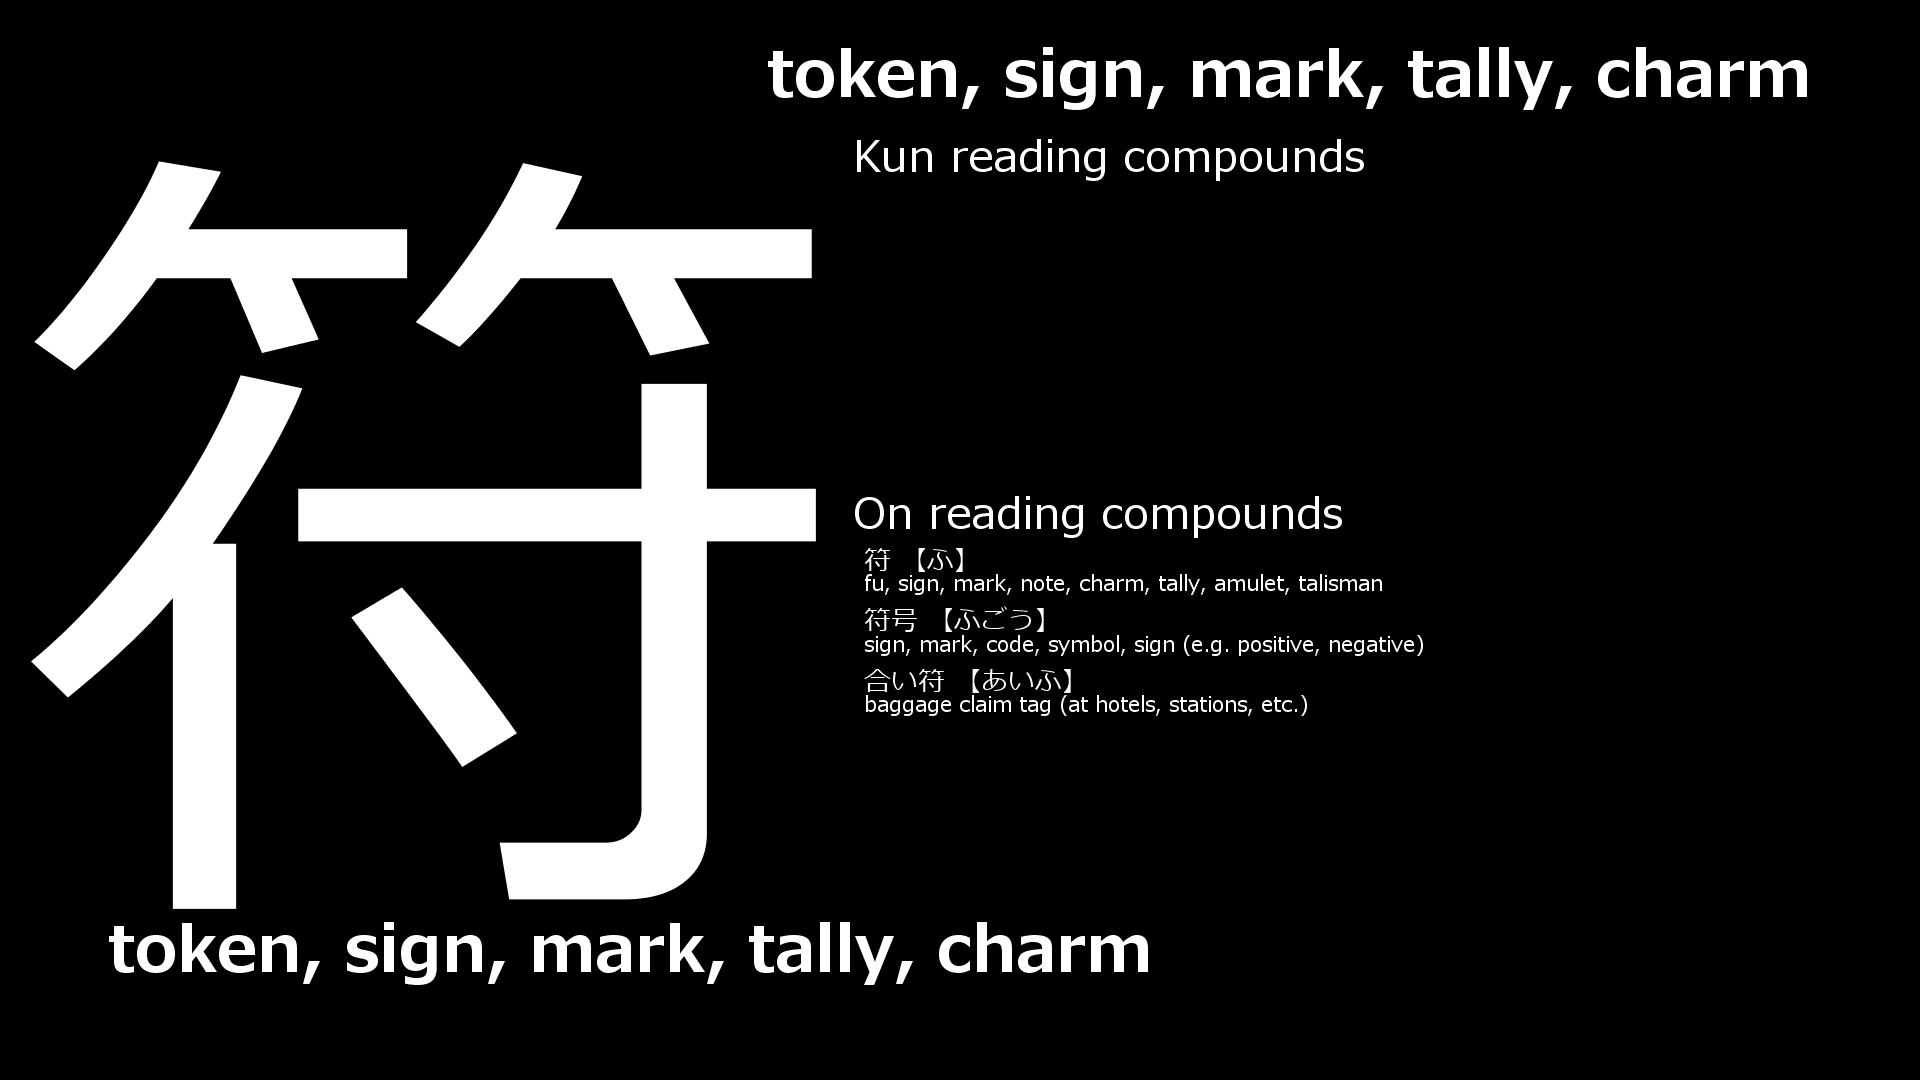 token, sign, mark, tally, charm
Kun reading compounds
符
On reading compounds
符 【ふ】
fu, sign, mark, note, charm, tally, amulet, talisman
符号 【ふごう】
sign, mark, code, symbol, sign (e.g. positive, negative)
合い符 【あいふ】
baggage claim tag (at hotels, stations, etc.)
token, sign, mark, tally, charm